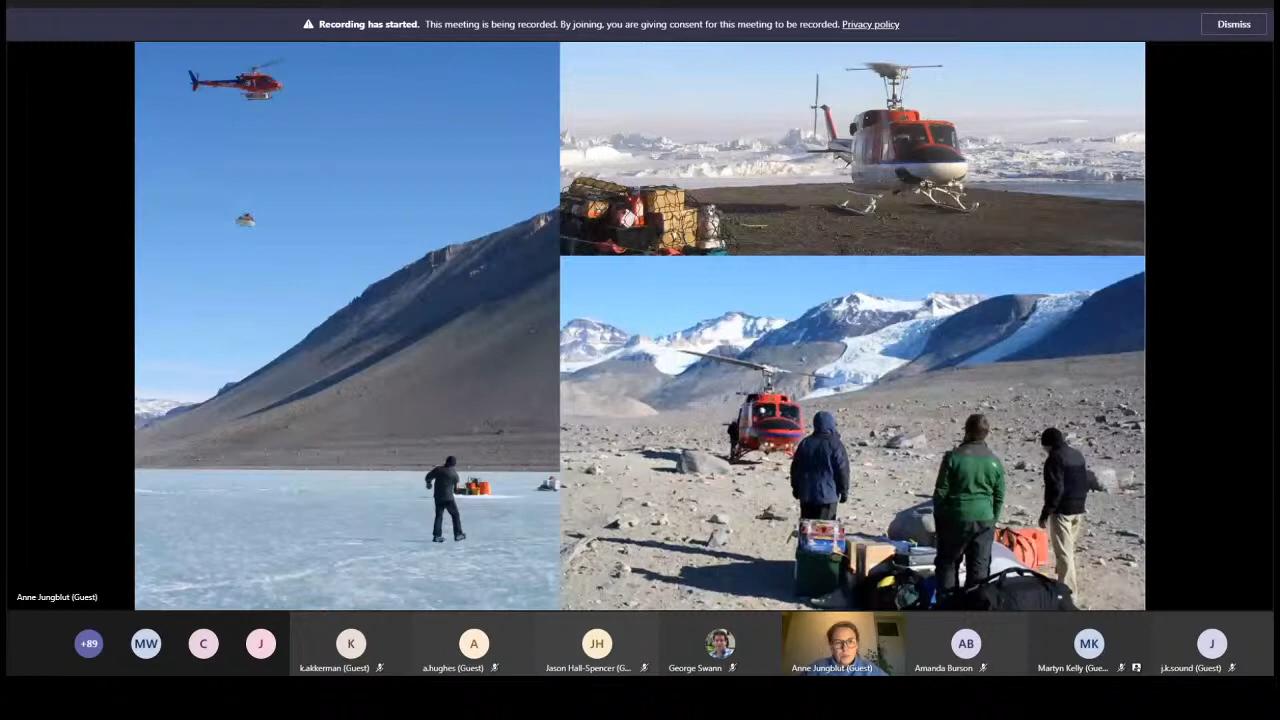 Recording has started. This meeting is being recorded. By joining, you are giving consent for this meeting to be recorded. Privacy policy
Dismiss
Anne Jungblut (Guest)
+89
MW
C
J
K
A
JH
AB
MK
J
k.akkerman (Guest)
a.hughes (Guest)
Jason Hall-Spencer (G...
George Swann
Anne Jungblut (Guest)
Amanda Burson
Martyn Kelly (Gue...
j.k.sound (Guest)